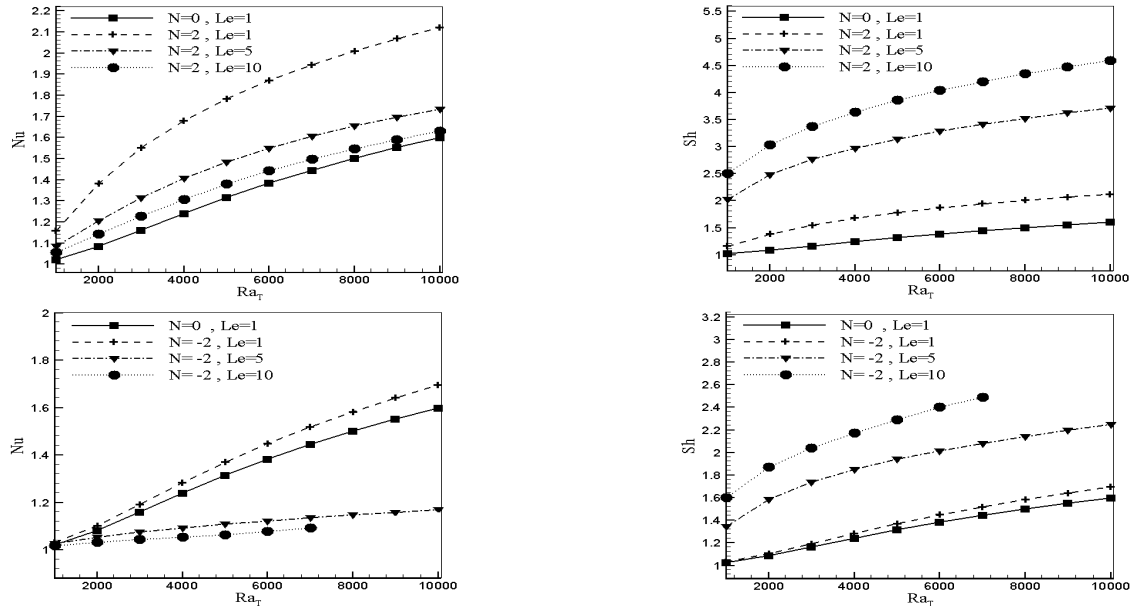 N=0 , Le=1
N=2 , Le=1
N=2 , Le=5
N=2 , Le=10
Nu
2.2
2.1
2
1.9
1.8
1.7
1.6
1.5
1.4
1.3
1.2
1.1
1
2000 4000 6000 8000 10000
Ra_T
N=0 , Le=1
N=2 , Le=1
N=2 , Le=5
N=2 , Le=10
Sh
5.5
5
4.5
4
3.5
3
2.5
2
1.5
1
2000 4000 6000 8000 10000
Ra_T
N=0 , Le=1
N= -2 , Le=1
N= -2 , Le=5
N= -2 , Le=10
Nu
2
1.8
1.6
1.4
1.2
1
2000 4000 6000 8000 10000
Ra_T
N=0 , Le=1
N= -2 , Le=1
N= -2 , Le=5
N= -2 , Le=10
Sh
3.2
3
2.8
2.6
2.4
2.2
2
1.8
1.6
1.4
1.2
1
2000 4000 6000 8000 10000
Ra_T